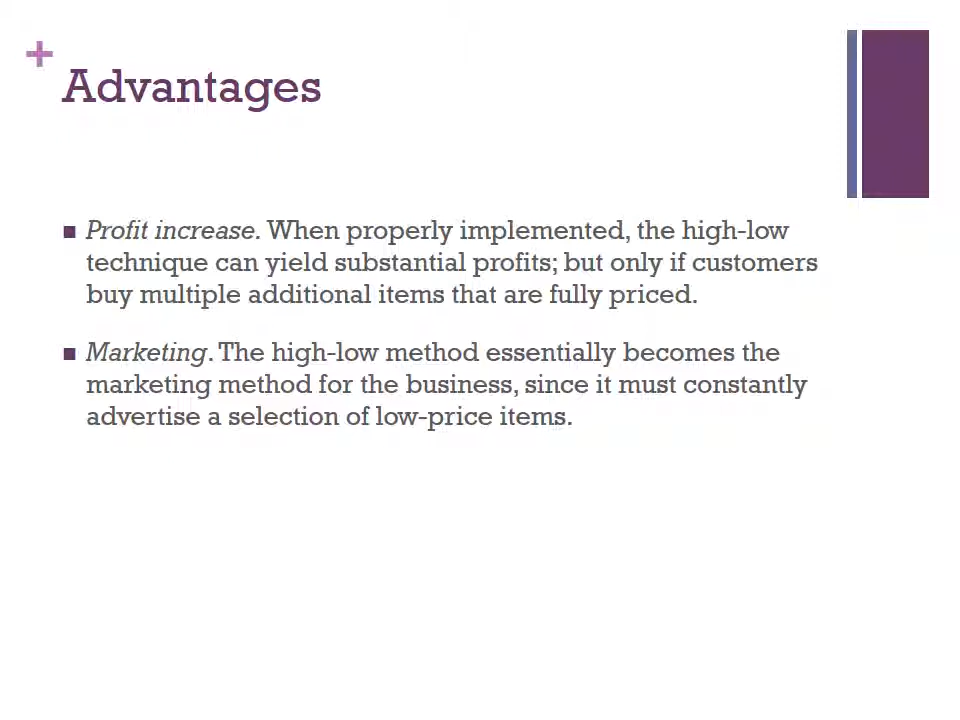 +
Advantages
■ Profit increase. When properly implemented, the high-low
technique can yield substantial profits; but only if customers
buy multiple additional items that are fully priced.
■ Marketing. The high-low method essentially becomes the
marketing method for the business, since it must constantly
advertise a selection of low-price items.